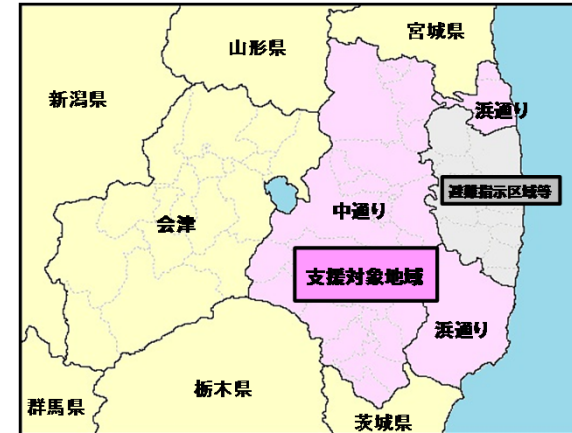 宮城県
山形県
新潟県
浜通り
避難指示区域等
中通り
会津
支援対象地域
浜通り
栃木県
群馬県
茨城県